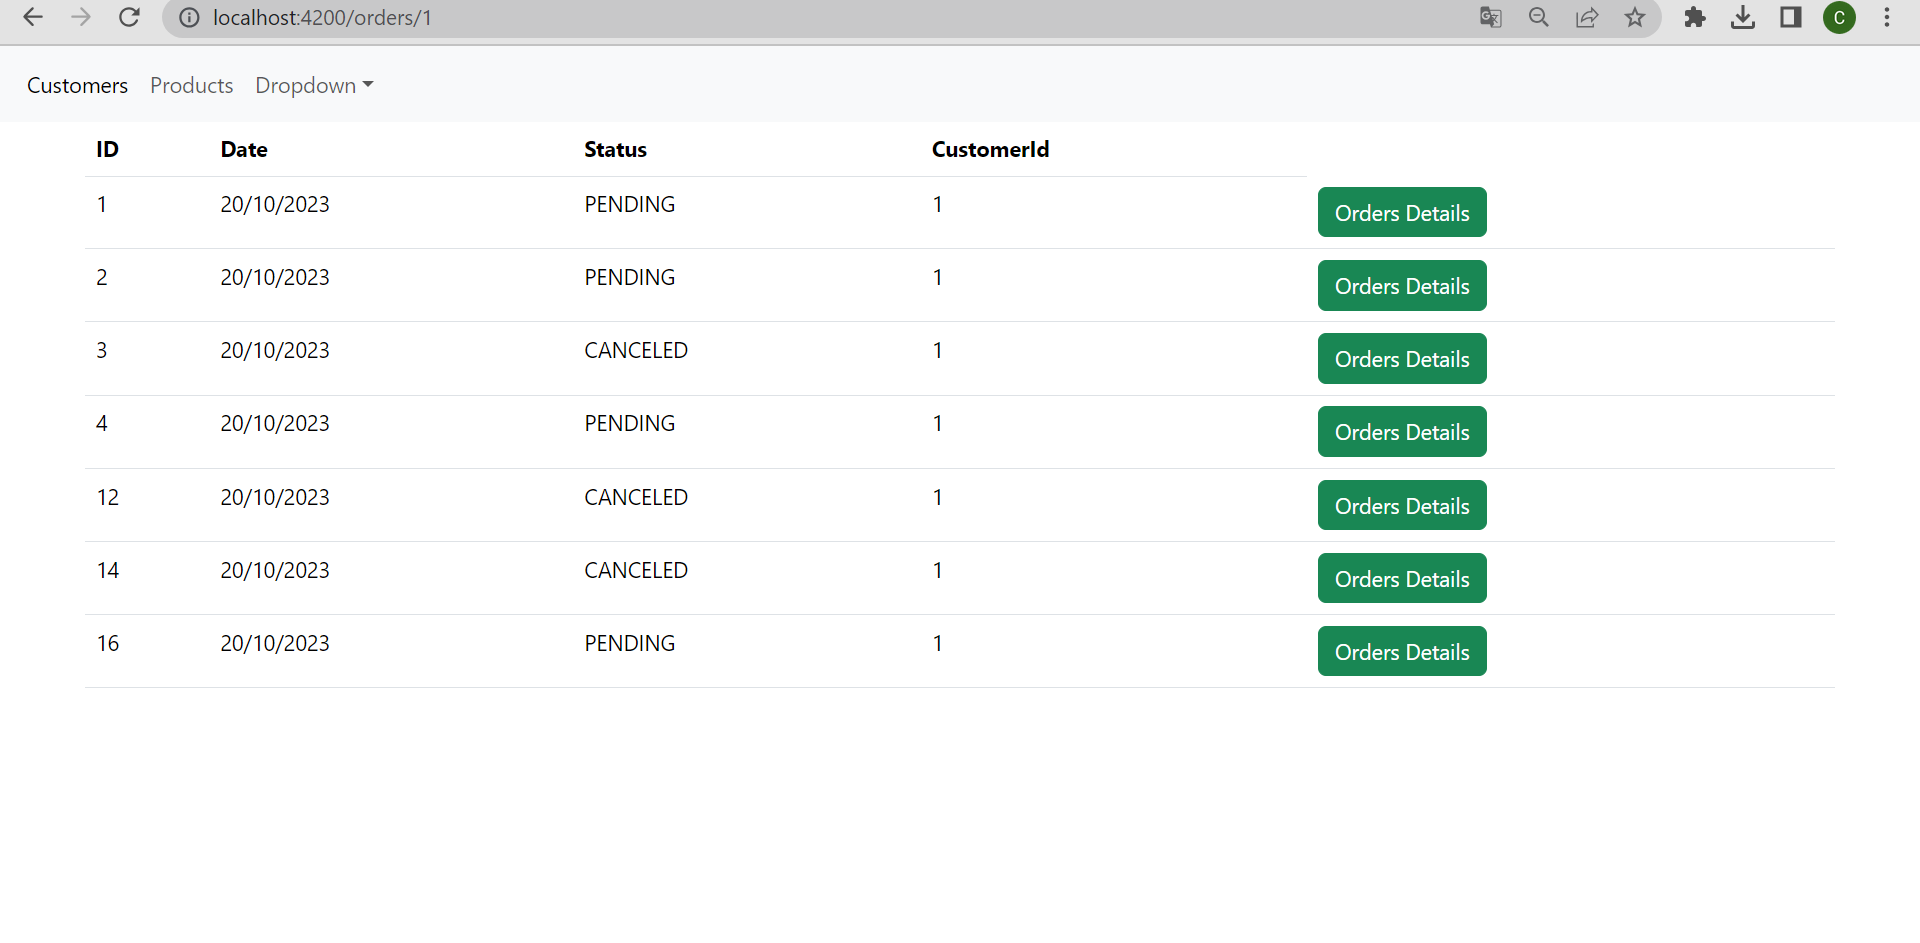 localhost:4200/orders/1
C
Customers Products Dropdown
ID Date Status CustomerId
1 20/10/2023 PENDING 1 Orders Details
2 20/10/2023 PENDING 1 Orders Details
3 20/10/2023 CANCELED 1 Orders Details
4 20/10/2023 PENDING 1 Orders Details
12 20/10/2023 CANCELED 1 Orders Details
14 20/10/2023 CANCELED 1 Orders Details
16 20/10/2023 PENDING 1 Orders Details